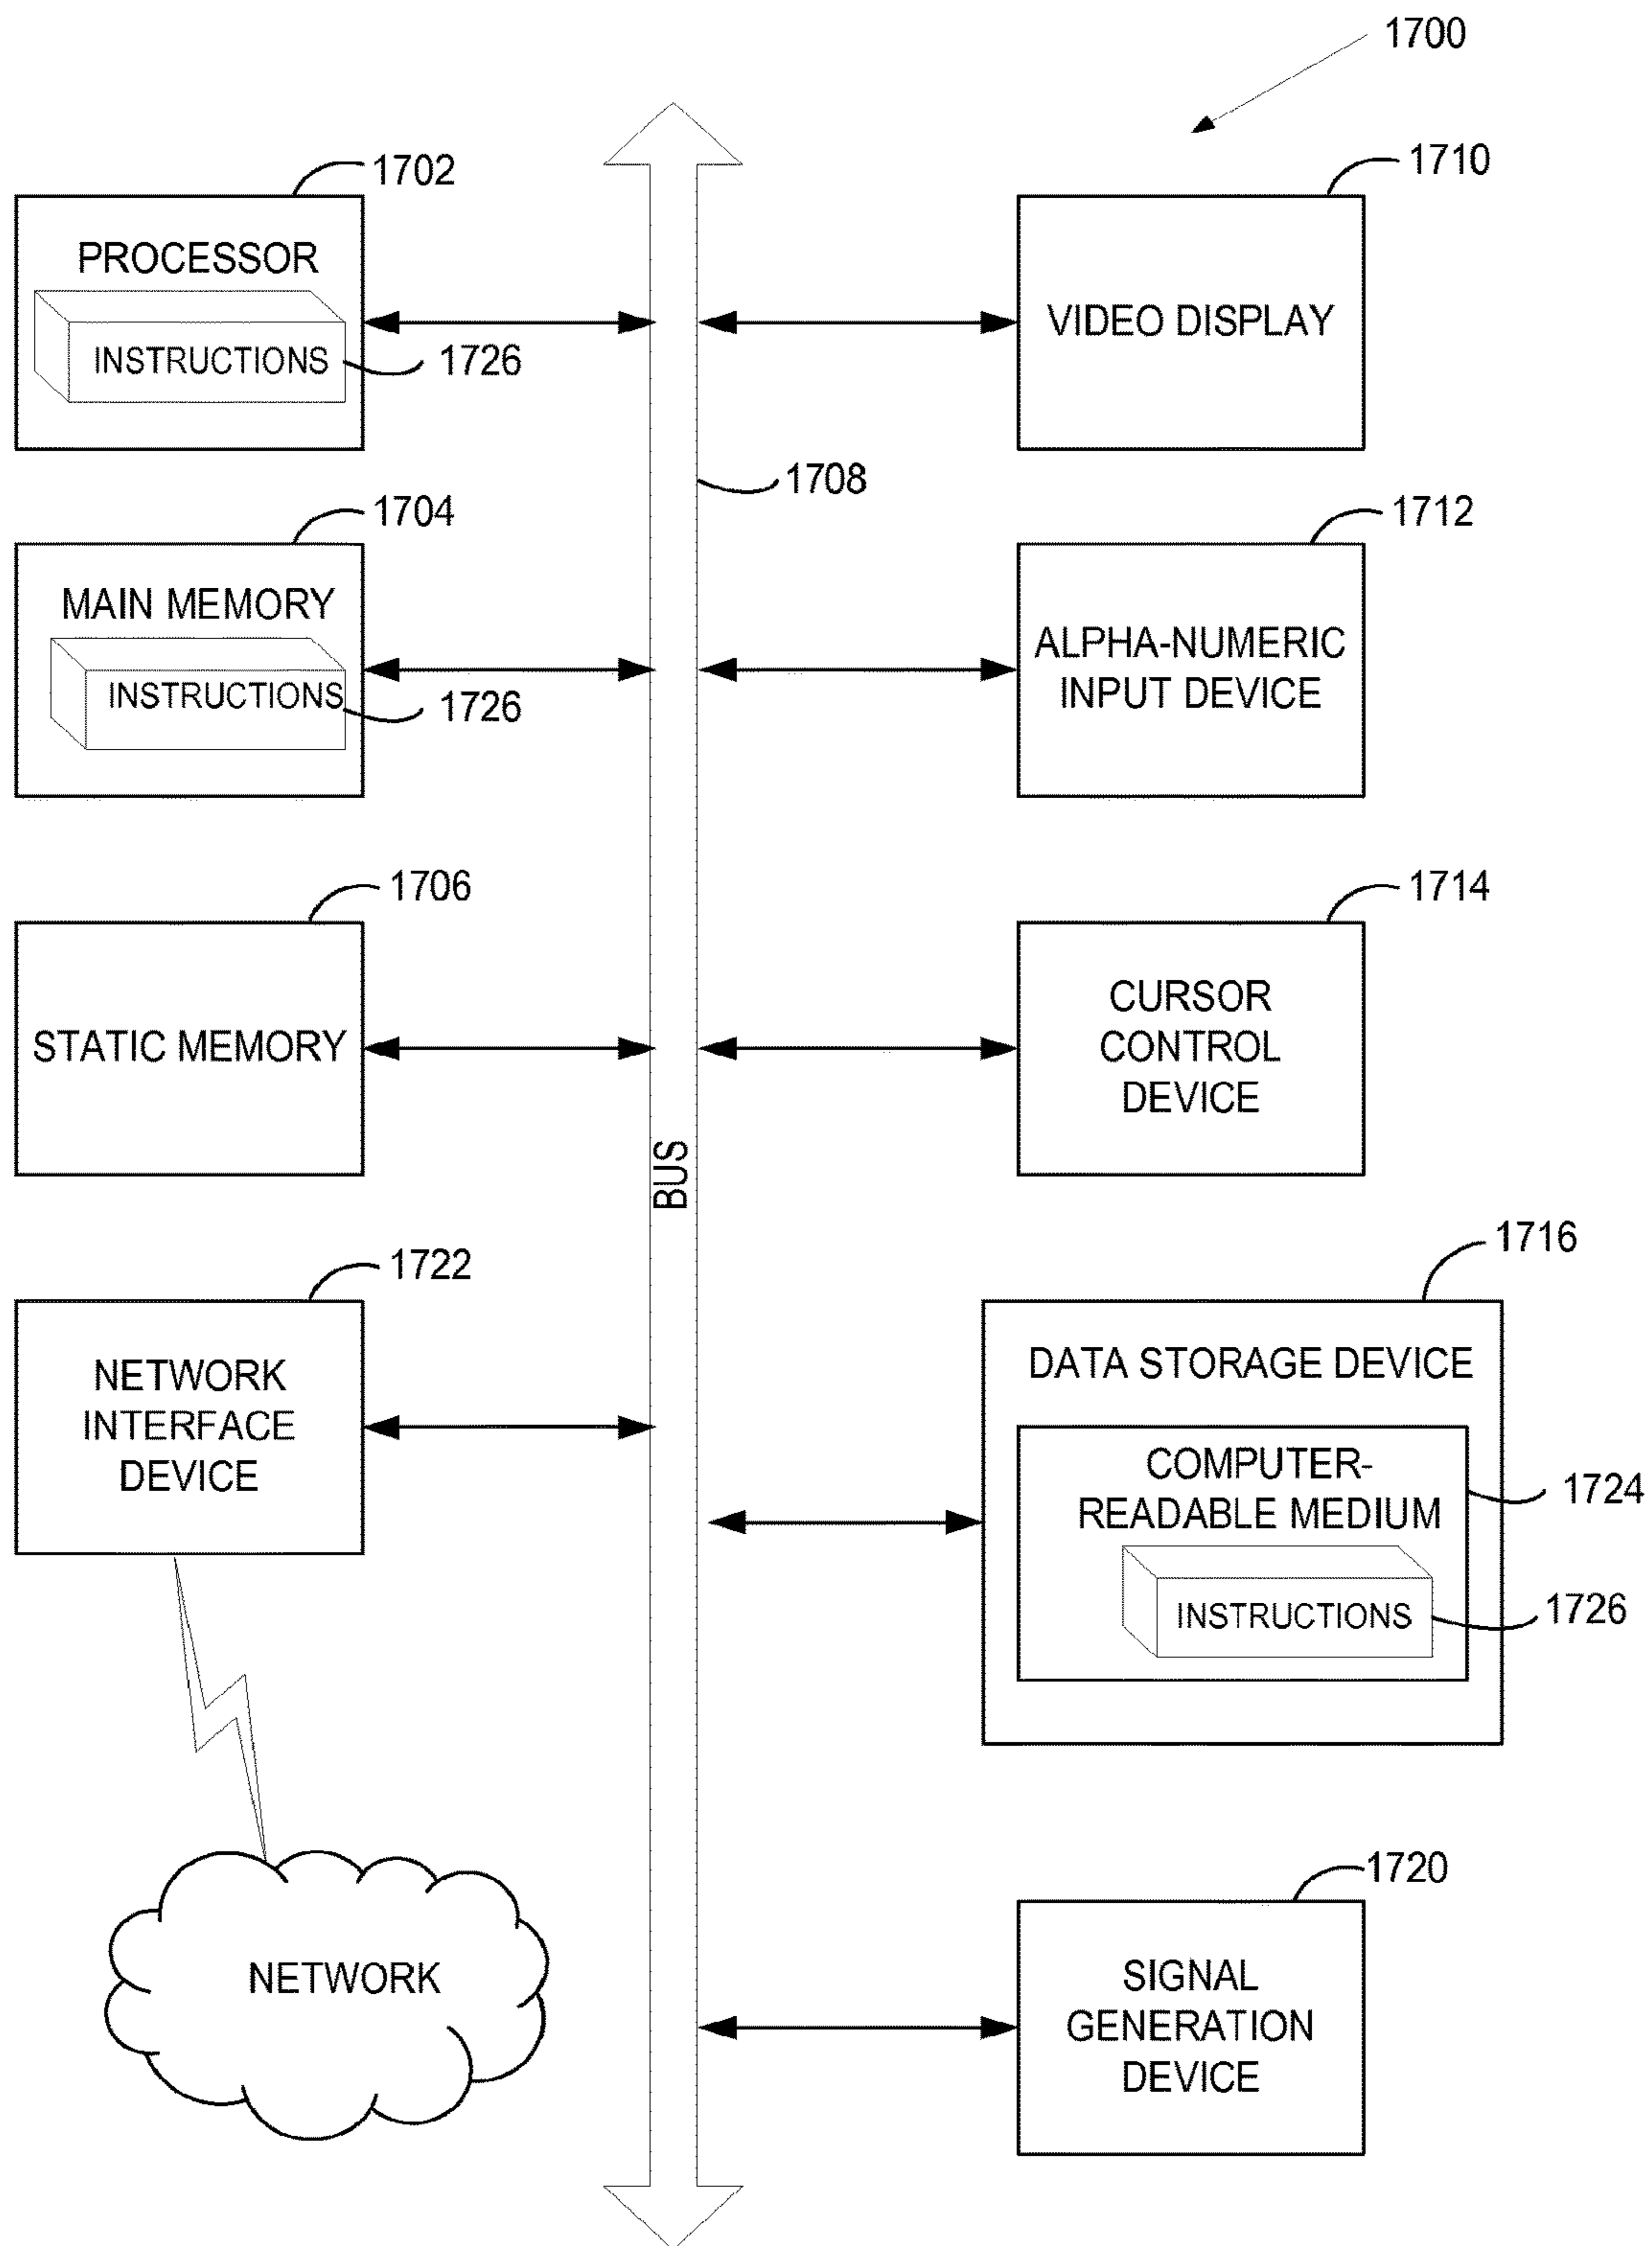 1700
1702
PROCESSOR
INSTRUCTIONS
1726
1710
VIDEO DISPLAY
1708
1704
MAIN MEMORY
INSTRUCTIONS
1726
1712
ALPHA-NUMERIC
INPUT DEVICE
1706
STATIC MEMORY
1714
CURSOR
CONTROL
DEVICE
BUS
1722
NETWORK
INTERFACE
DEVICE
1716
DATA STORAGE DEVICE
COMPUTER-
READABLE MEDIUM
1724
INSTRUCTIONS
1726
NETWORK
1720
SIGNAL
GENERATION
DEVICE